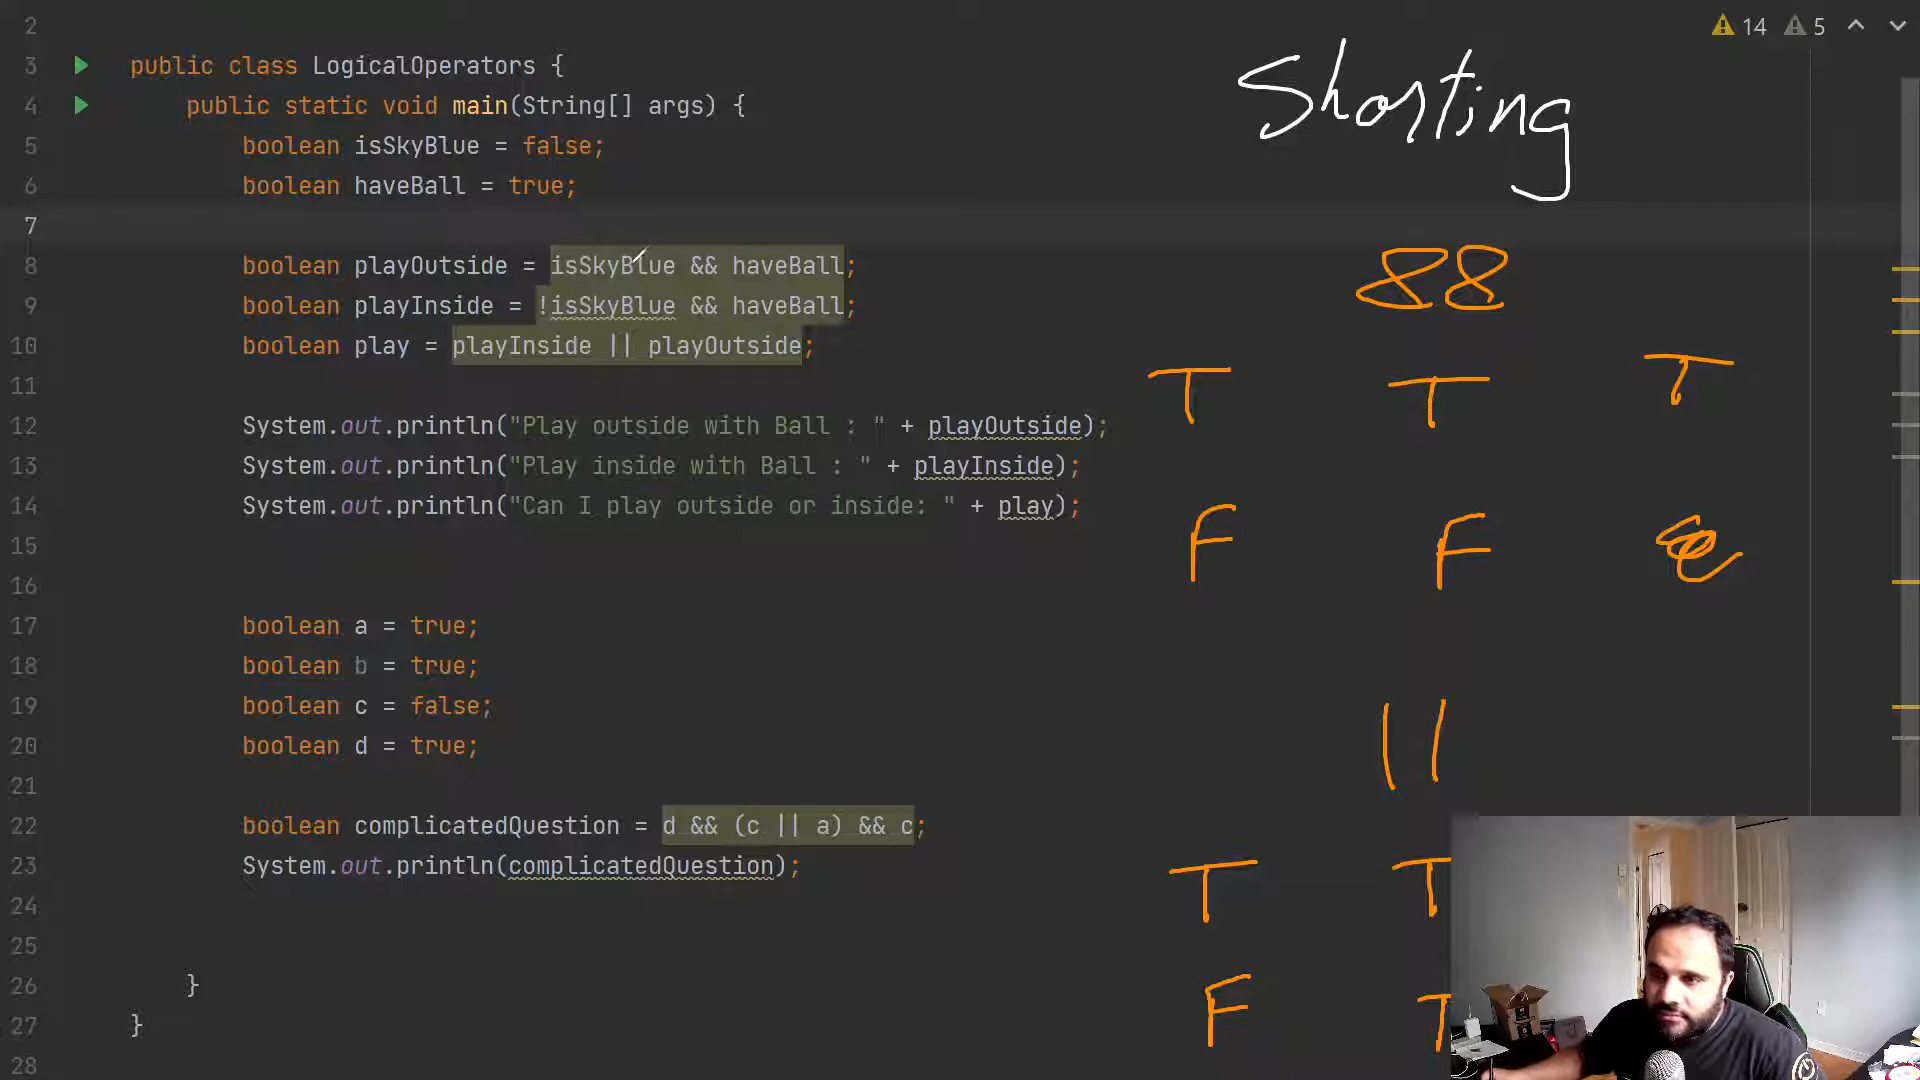 2
14 5
3 public class LogicalOperators {
4 public static void main(String[] args) {
5 boolean isSkyBlue = false;
6 boolean haveBall = true;
7
8 boolean playOutside = isSkyBlue && haveBall;
9 boolean playInside = !isSkyBlue && haveBall;
10 boolean play = playInside || playOutside;
11
12 System.out.println("Play outside with Ball : " + playOutside);
13 System.out.println("Play inside with Ball : " + playInside);
14 System.out.println("Can I play outside or inside: " + play);
15
16
17 boolean a = true;
18 boolean b = true;
19 boolean c = false;
20 boolean d = true;
21
22 boolean complicatedQuestion = d && (c || a) && c;
23 System.out.println(complicatedQuestion);
24
25
26 }
27 }
28
Shorting
&&
T T T
F F
||
T T
F T